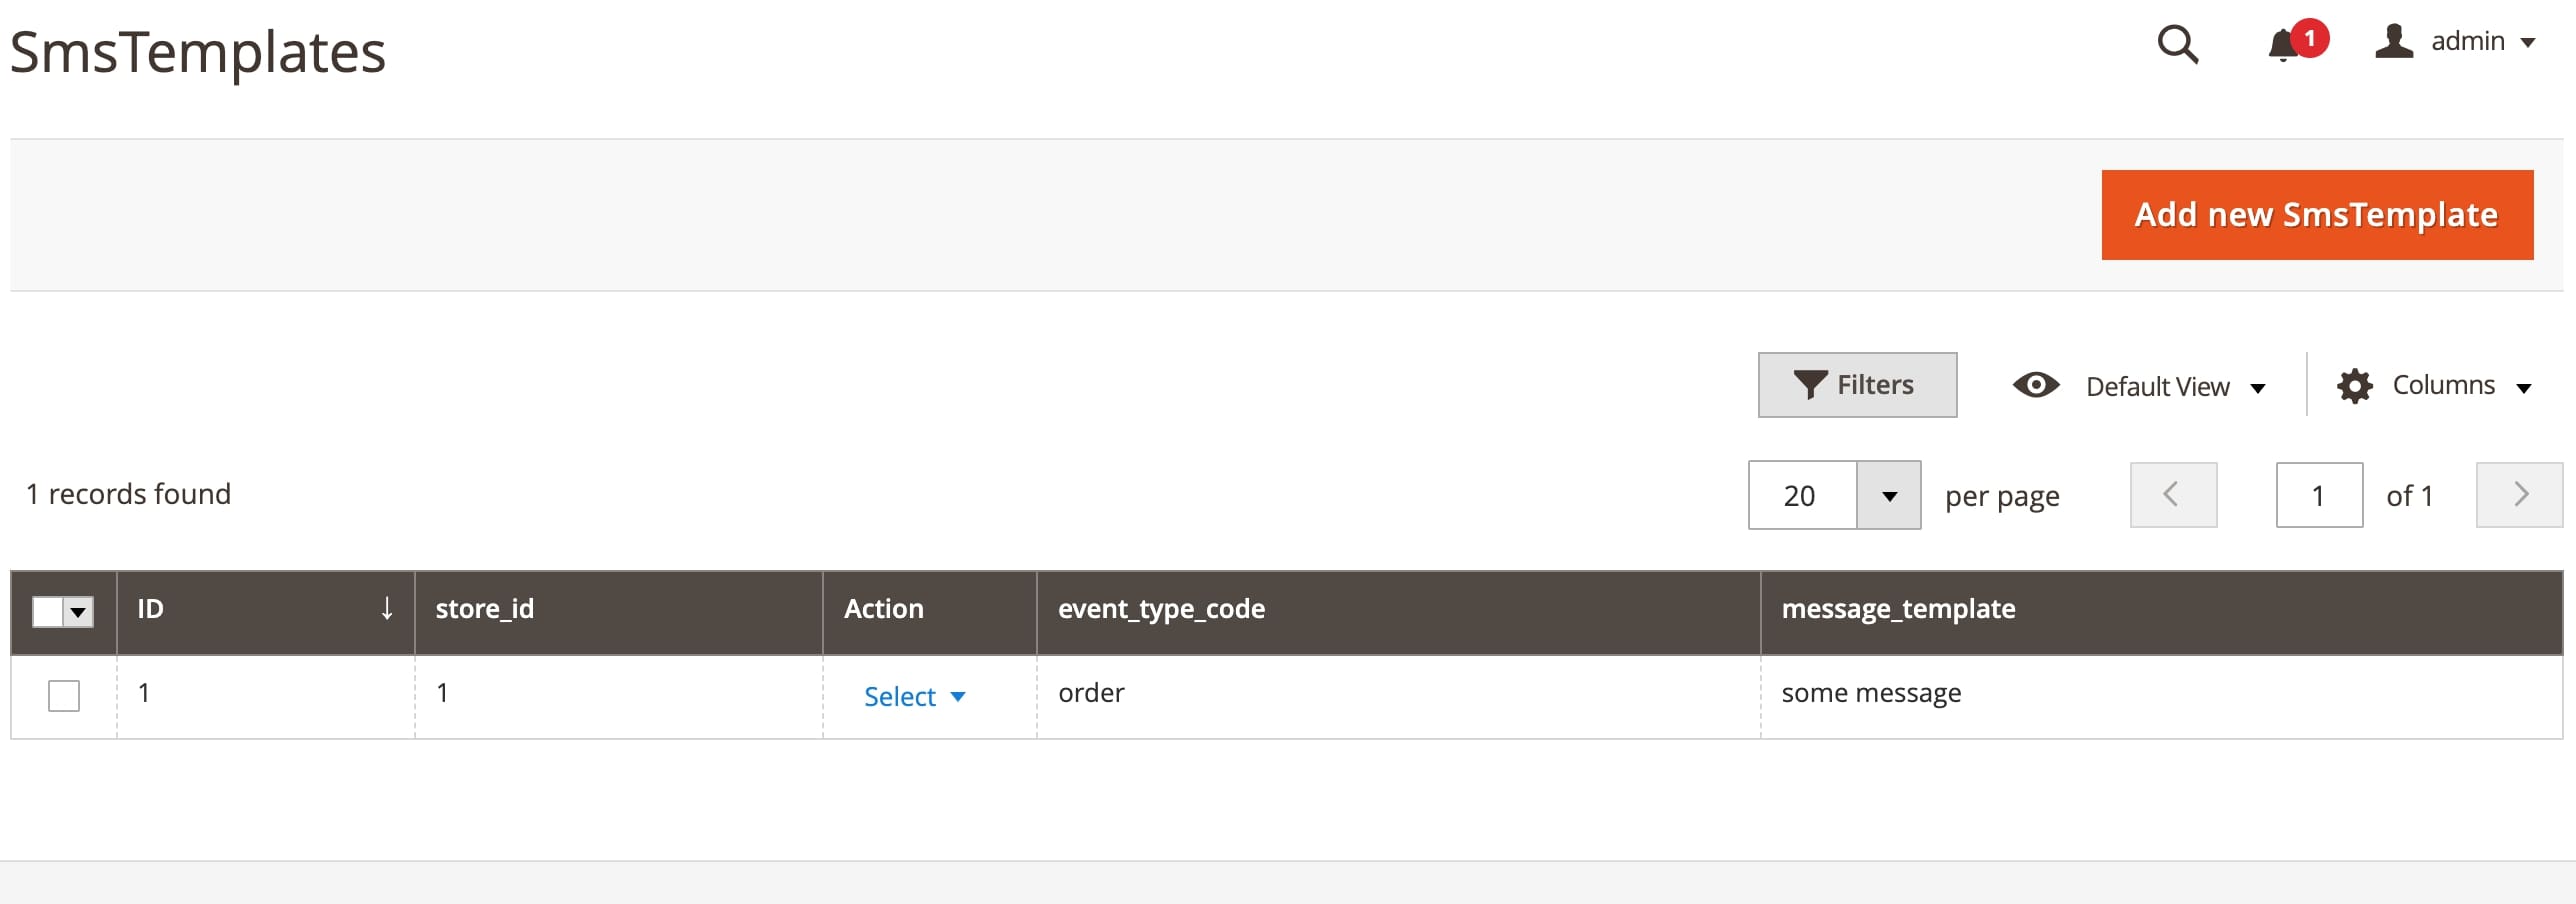 SmsTemplates
1
admin
Add new SmsTemplate
Filters
Default View
Columns
1 records found
20
per page
1
of 1
ID
store_id
Action
event_type_code
message_template
1
1
Select
order
some message